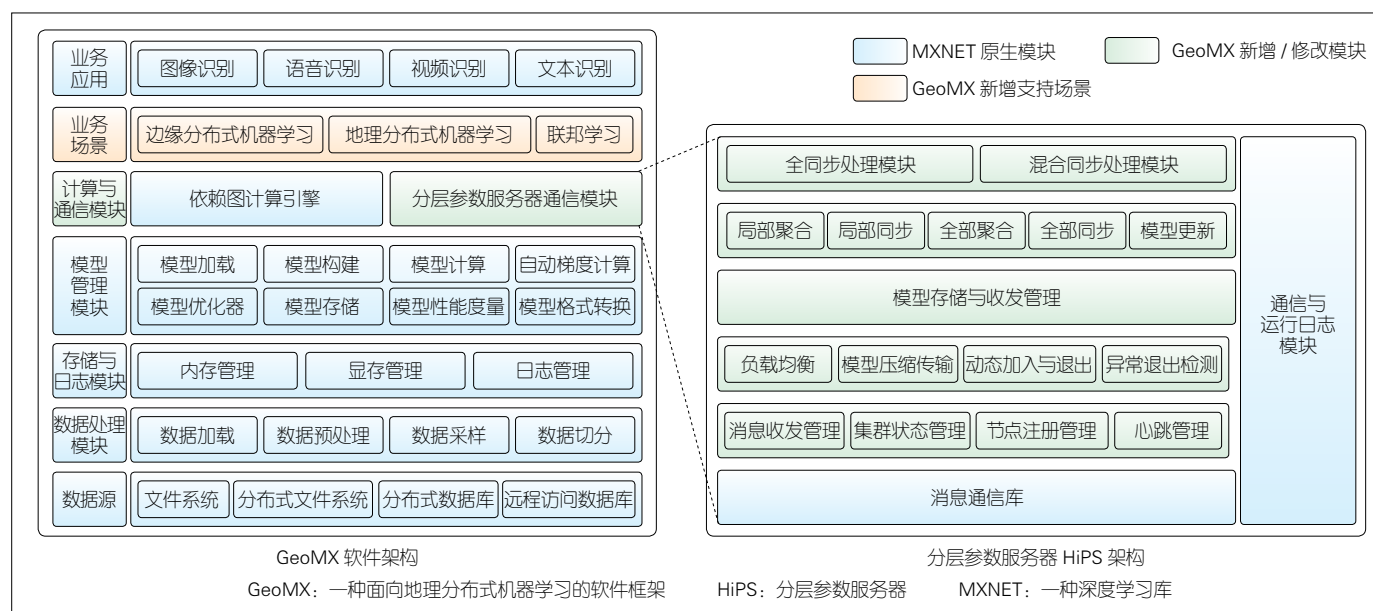 业务
应用
图像识别 语音识别 视频识别 文本识别
业务
场景
边缘分布式机器学习 地理分布式机器学习 联邦学习
计算与
通信模块
依赖图计算引擎 分层参数服务器通信模块
模型
管理
模块
模型加载 模型构建 模型计算 自动梯度计算
模型优化器 模型存储 模型性能度量 模型格式转换
存储与
日志模块
内存管理 显存管理 日志管理
数据处理
模块
数据加载 数据预处理 数据采样 数据切分
数据源
文件系统 分布式文件系统 分布式数据库 远程访问数据库
GeoMX 软件架构
MXNET 原生模块 GeoMX 新增 / 修改模块
GeoMX 新增支持场景
全同步处理模块 混合同步处理模块
局部聚合 局部同步 全部聚合 全部同步 模型更新
模型存储与收发管理
负载均衡 模型压缩传输 动态加入与退出 异常退出检测
消息收发管理 集群状态管理 节点注册管理 心跳管理
消息通信库
通信与
运行日志
模块
分层参数服务器 HiPS 架构
GeoMX：一种面向地理分布式机器学习的软件框架 HiPS：分层参数服务器 MXNET：一种深度学习库